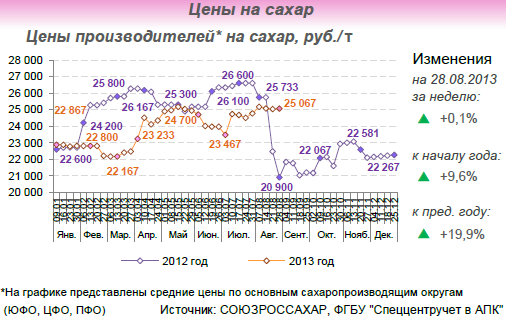 Цены на сахар
Цены производителей* на сахар, руб./т
28 000
27 000
26 000
25 000
24 000
23 000
22 000
21 000
20 000
22 867
22 600
24 200
25 800
22 800
22 167
26 167
23 233
25 300
24 700
26 600
26 100
23 467
25 733
25 067
20 900
22 067
22 581
22 267
Янв. Фев. Мар. Апр. Май Июн. Июл. Авг. Сент. Окт. Нояб. Дек.
2012 год 2013 год
Изменения
на 28.08.2013
за неделю:
+0,1%
к началу года:
+9,6%
к пред. году:
+19,9%
*На графике представлены средние цены по основным сахаропроизводящим округам
(ЮФО, ЦФО, ПФО) Источник: СОЮЗРОССАХАР, ФГБУ "Спеццентручет в АПК"